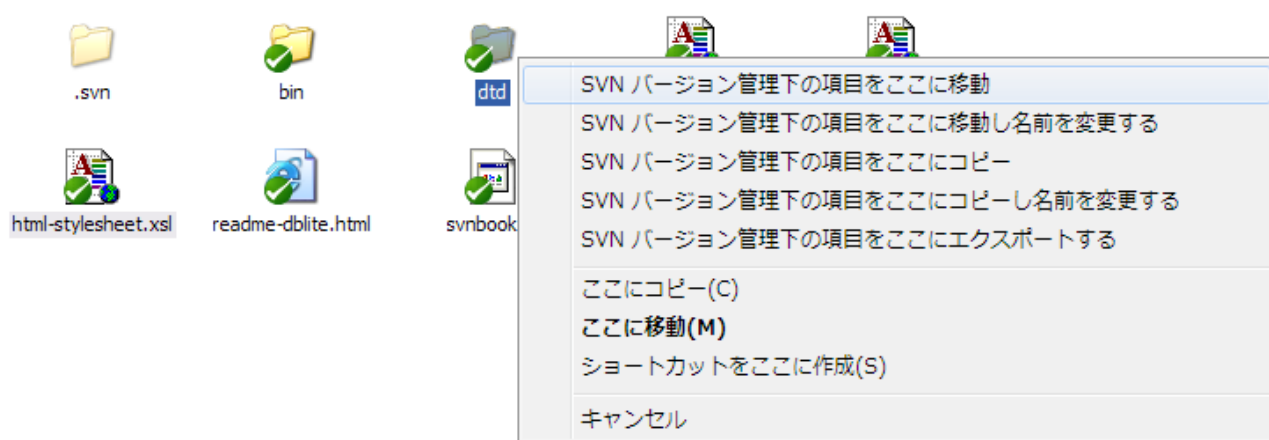 .svn
bin
dtd
html-stylesheet.xsl
readme-dblite.html
svnbook
SVN バージョン管理下の項目をここに移動
SVN バージョン管理下の項目をここに移動し名前を変更する
SVN バージョン管理下の項目をここにコピー
SVN バージョン管理下の項目をここにコピーし名前を変更する
SVN バージョン管理下の項目をここにエクスポートする
ここにコピー(C)
ここに移動(M)
ショートカットをここに作成(S)
キャンセル